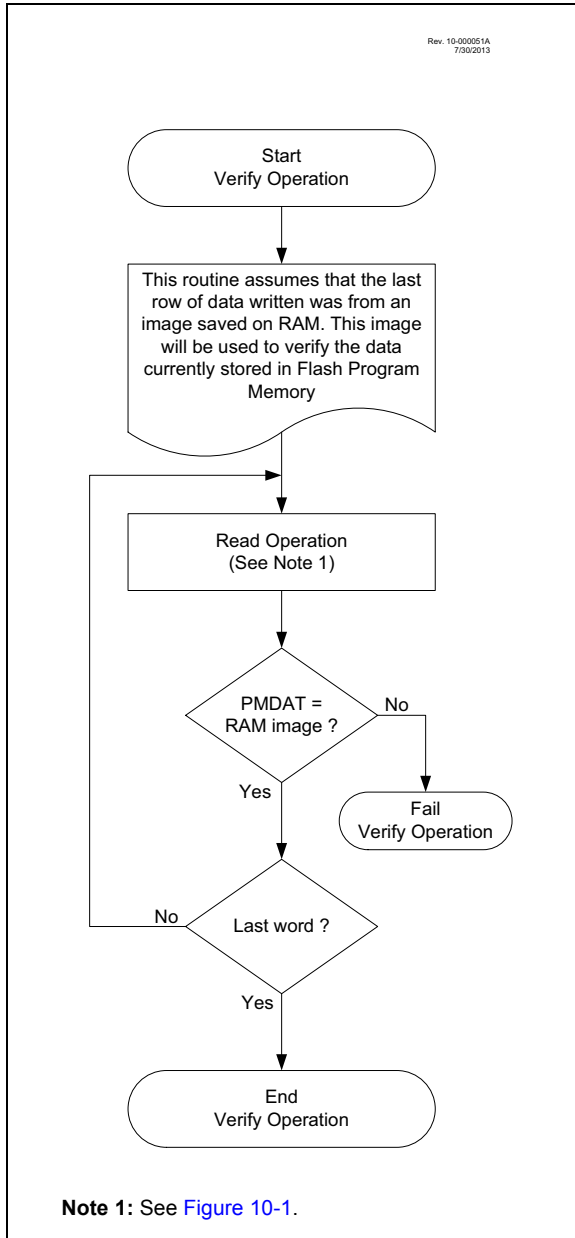 Rev. 10-000051A
7/30/2013
Start
Verify Operation
This routine assumes that the last
row of data written was from an
image saved on RAM. This image
will be used to verify the data
currently stored in Flash Program
Memory
Read Operation
(See Note 1)
PMDAT =
RAM image ?
No
Yes
Fail
Verify Operation
Last word ?
No
Yes
End
Verify Operation
Note 1: See Figure 10-1.